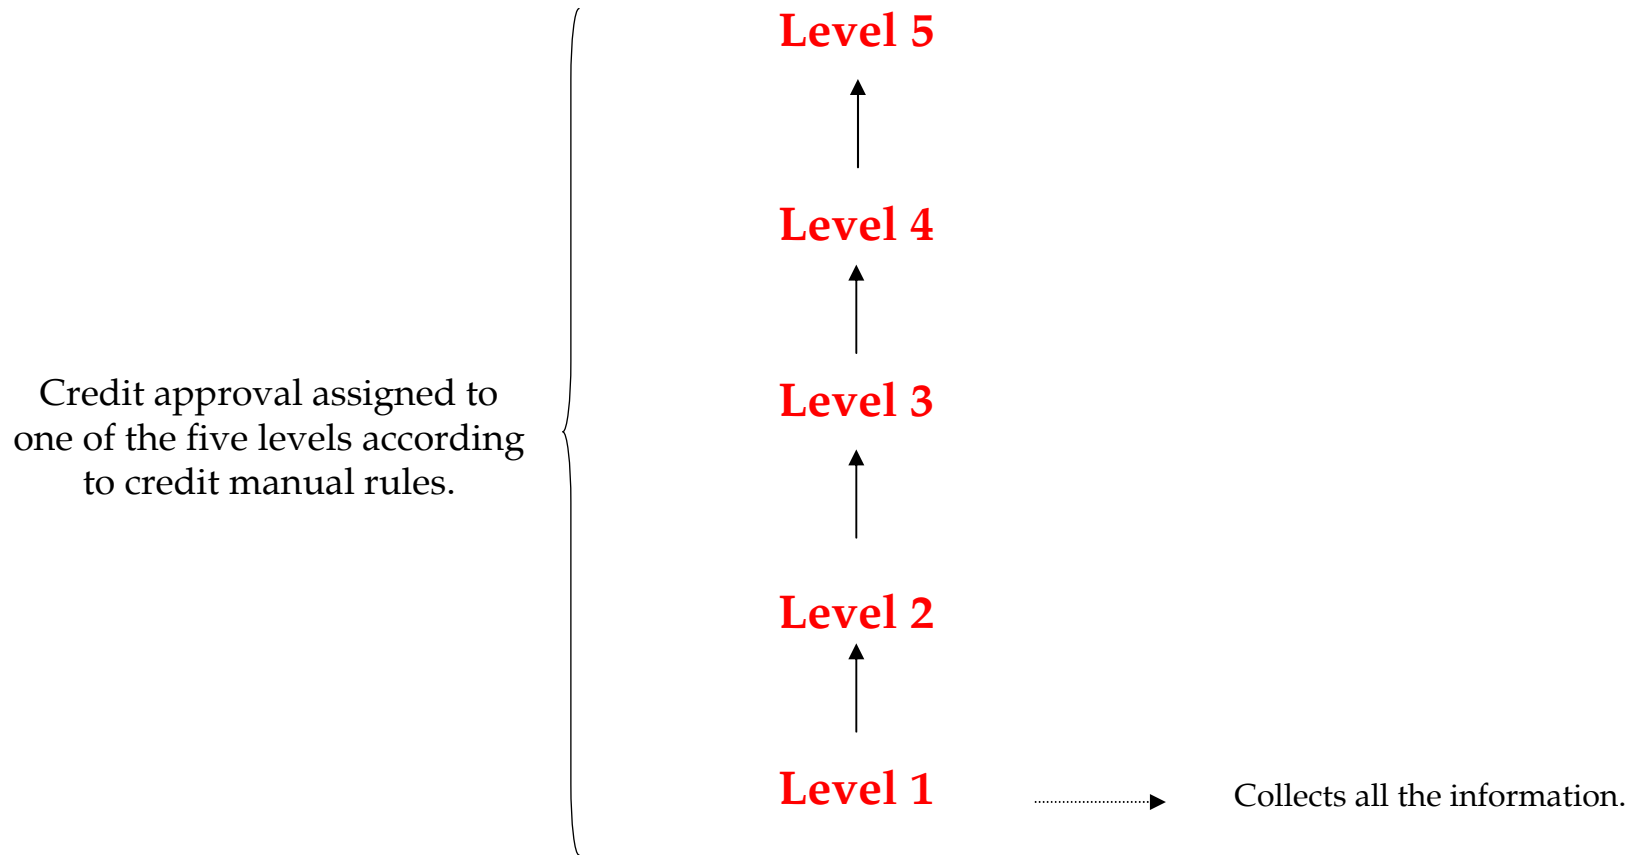 Level 5
Level 4
Credit approval assigned to
one of the five levels according
to credit manual rules.
Level 3
Level 2
Level 1
Collects all the information.